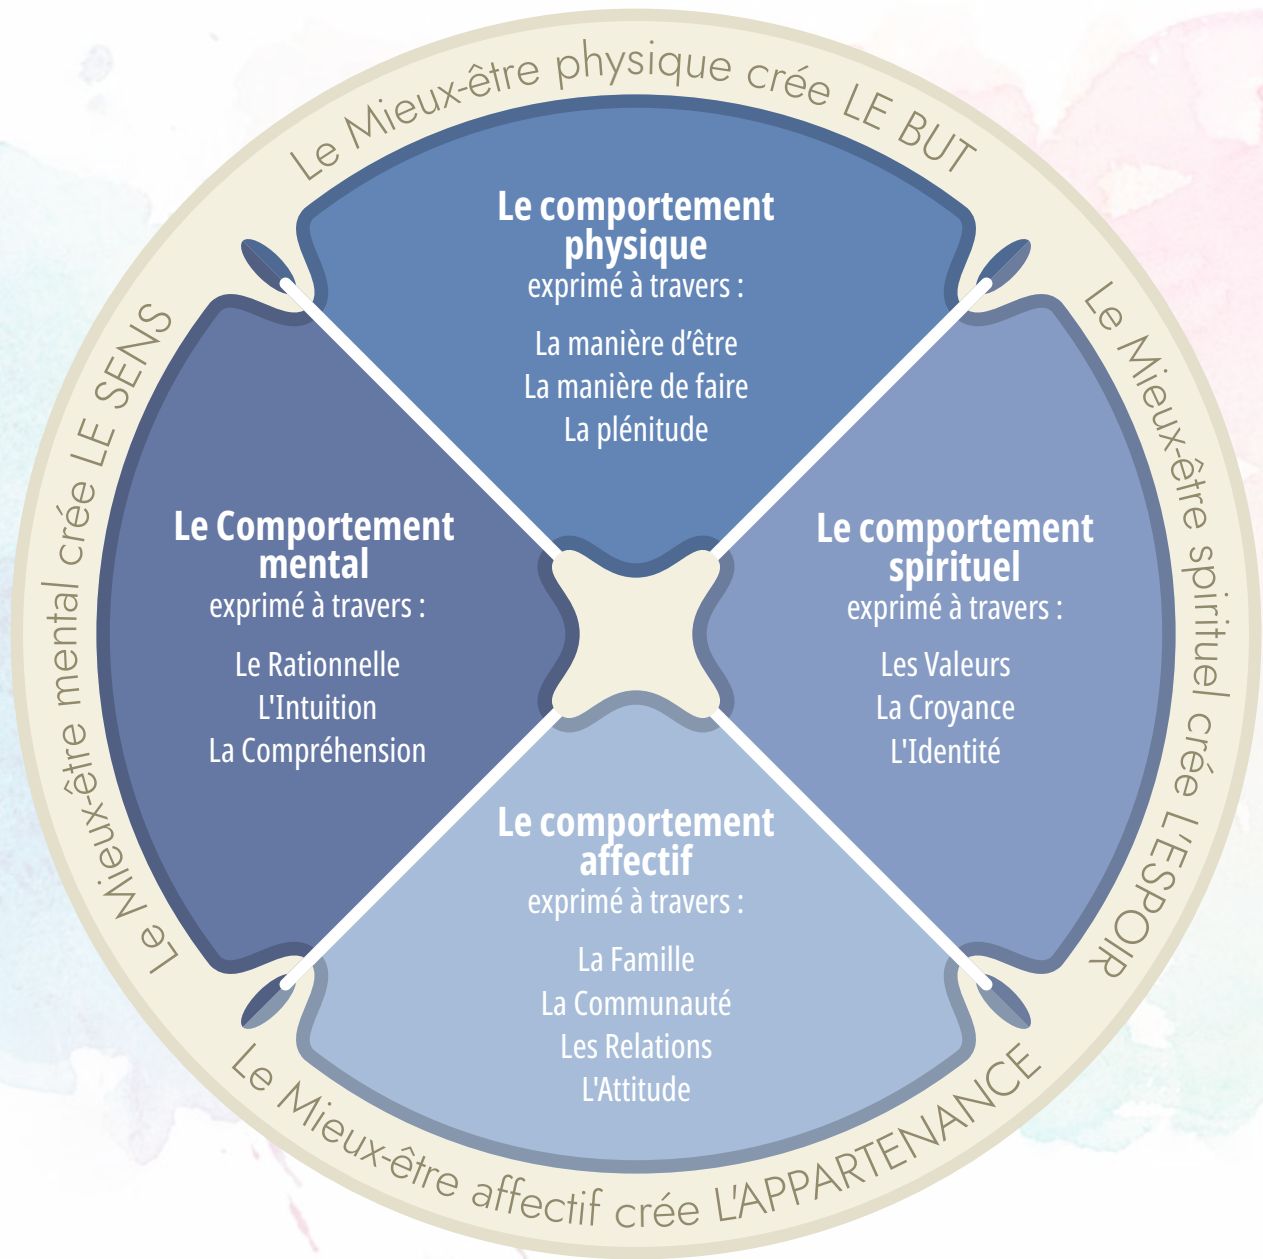 Le Mieux-être physique crée LE BUT
Le comportement
physique
exprimé à travers :
La manière d’être
La manière de faire
La plénitude
Le Mieux-être spirituel crée L'ESPOIR
Le comportement
spirituel
exprimé à travers :
Les Valeurs
La Croyance
L'Identité
Le Mieux-être affectif crée L'APPARTENANCE
Le comportement
affectif
exprimé à travers :
La Famille
La Communauté
Les Relations
L'Attitude
Le Mieux-être mental crée LE SENS
Le Comportement
mental
exprimé à travers :
Le Rationnelle
L'Intuition
La Compréhension